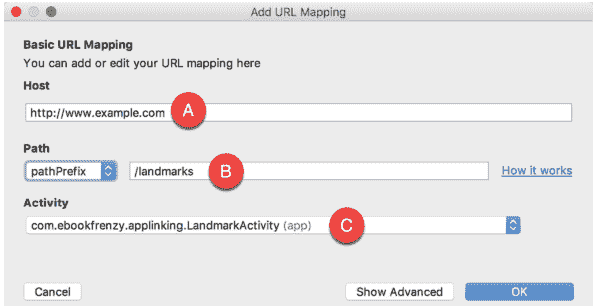 Add URL Mapping
Basic URL Mapping
You can add or edit your URL mapping here
Host
http://www.example.com A
Path
pathPrefix /landmarks B How it works
Activity
com.ebookfrenzy.applinking.LandmarkActivity (app) C
Cancel Show Advanced OK